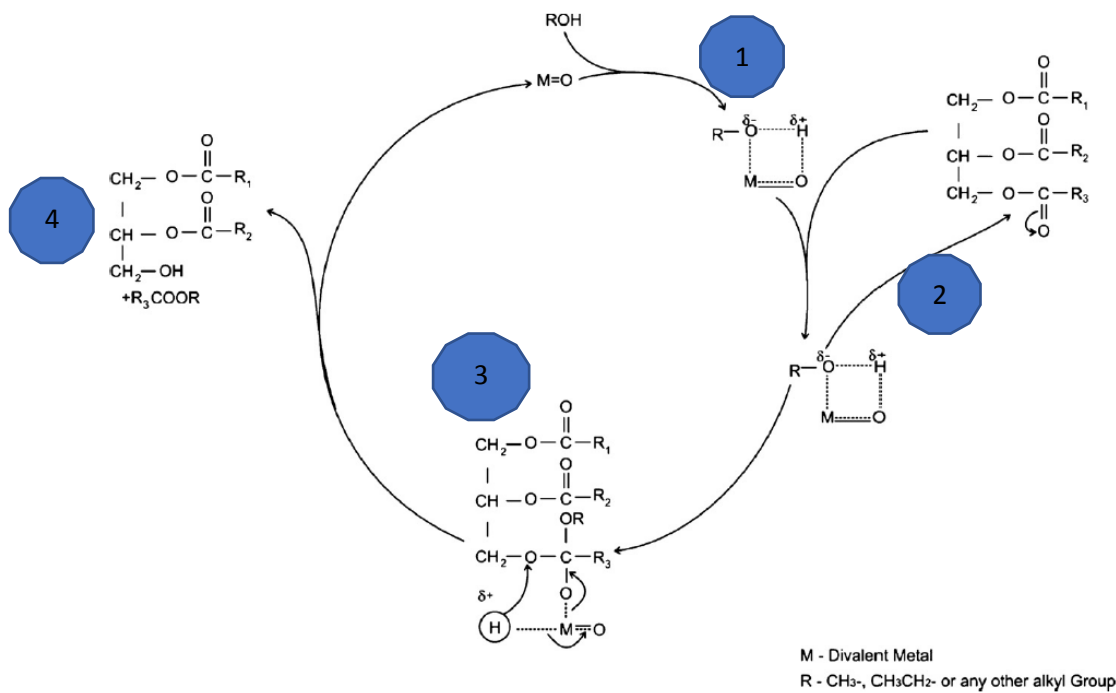 ROH
1
M=O
δ- δ+
R—O H
M O
O
CH2— O —C—R1
O
CH — O —C—R2
CH2— O —C—R3
O
O
CH2— O —C—R1
O
CH — O —C—R2
CH2— OH
+R3COOR
4
2
δ- δ+
R—O H
M O
3
O
CH2—O—C—R1
O
CH —O—C—R2
OR
CH2—O—C—R3
O
δ+
H M O
M - Divalent Metal
R - CH3-, CH3CH2- or any other alkyl Group